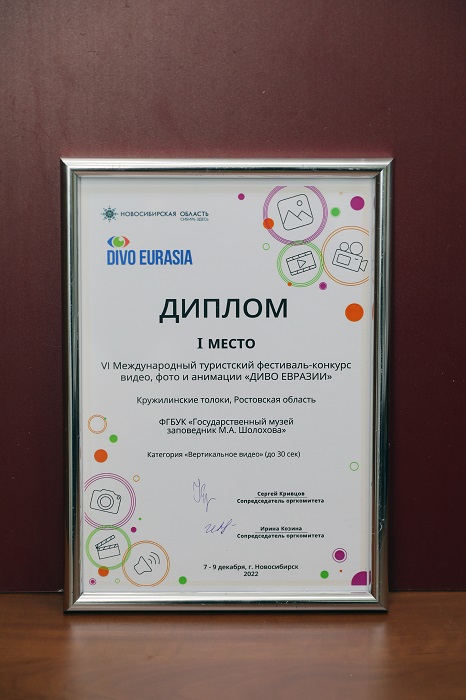 НОВОСИБИРСКАЯ ОБЛАСТЬ
СИБИРЬ ЗДЕСЬ
DIVO EURASIA
ДИПЛОМ
I МЕСТО
VI Международный туристский фестиваль-конкурс
видео, фото и анимации «ДИВО ЕВРАЗИИ»
Кружилинские толоки, Ростовская область
ФГБУК «Государственный музей
заповедник М.А. Шолохова»
Категория «Вертикальное видео» (до 30 сек)
Сергей Кривцов
Сопредседатель оргкомитета
Ирина Козина
Сопредседатель оргкомитета
7 - 9 декабря, г. Новосибирск
2022